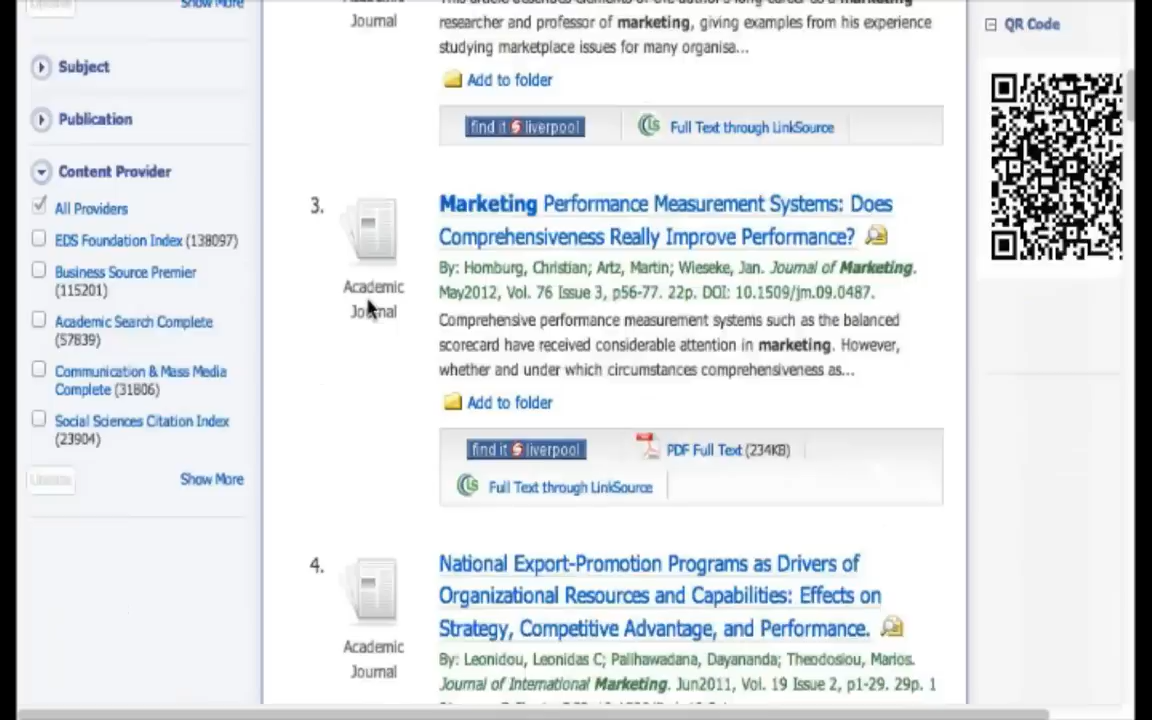 Show More
Subject
Publication
Content Provider
All Providers
EDS Foundation Index (138097)
Business Source Premier
(115201)
Academic Search Complete
(57839)
Communication & Mass Media
Complete (31806)
Social Sciences Citation Index
(23904)
Update
Show More
Academic
Journal
researcher and professor of marketing, giving examples from his experience
studying marketplace issues for many organisa...
Add to folder
find it @ liverpool
Full Text through LinkSource
3.
Academic
Journal
Marketing Performance Measurement Systems: Does
Comprehensiveness Really Improve Performance?
By: Homburg, Christian; Artz, Martin; Wieseke, Jan. Journal of Marketing.
May2012, Vol. 76 Issue 3, p56-77. 22p. DOI: 10.1509/jm.09.0487.
Comprehensive performance measurement systems such as the balanced
scorecard have received considerable attention in marketing. However,
whether and under which circumstances comprehensiveness as...
Add to folder
find it @ liverpool
PDF Full Text (234KB)
Full Text through LinkSource
4.
Academic
Journal
National Export-Promotion Programs as Drivers of
Organizational Resources and Capabilities: Effects on
Strategy, Competitive Advantage, and Performance.
By: Leonidou, Leonidas C; Palihawadana, Dayananda; Theodosiou, Marios.
Journal of International Marketing. Jun2011, Vol. 19 Issue 2, p1-29. 29p. 1
QR Code